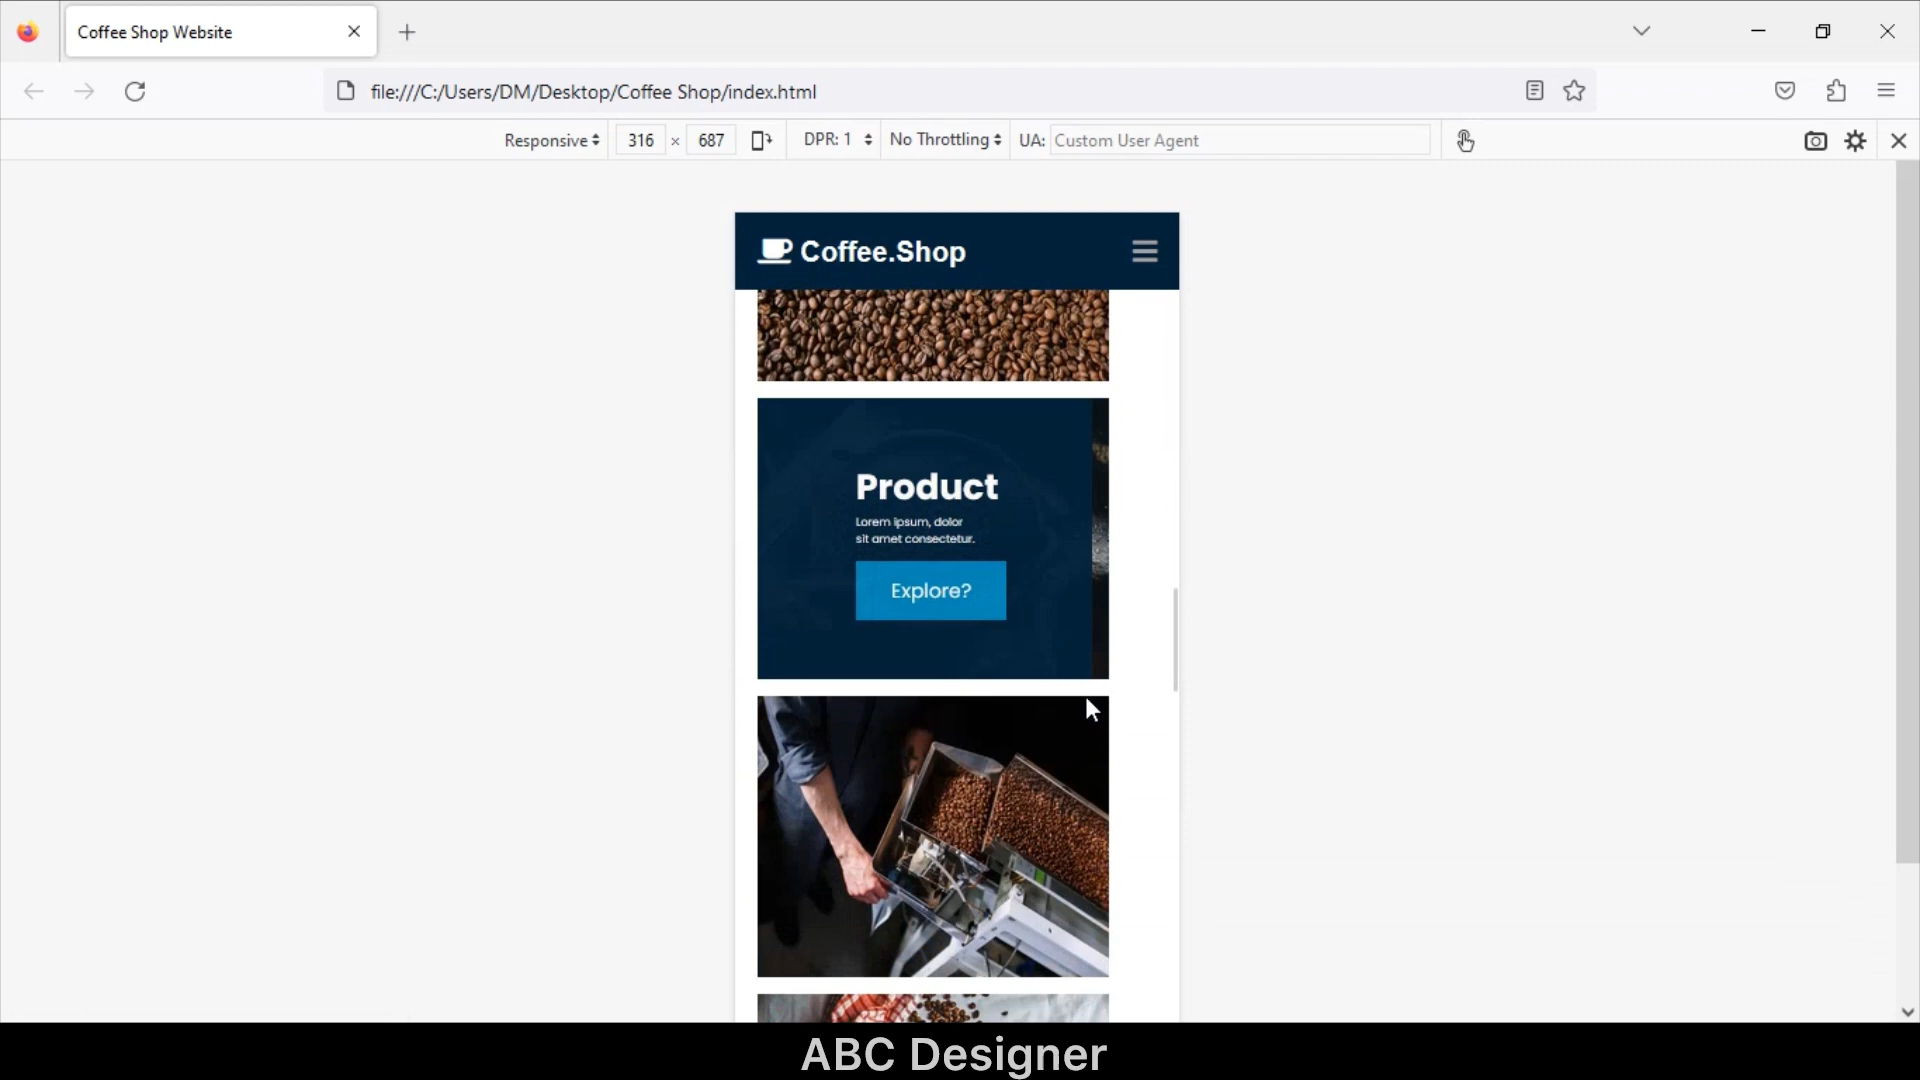 Coffee Shop Website
file:///C:/Users/DM/Desktop/Coffee Shop/index.html
Responsive 316 × 687 DPR: 1 No Throttling UA: Custom User Agent
Coffee.Shop
Product
Lorem ipsum, dolor
sit amet consectetur.
Explore?
ABC Designer